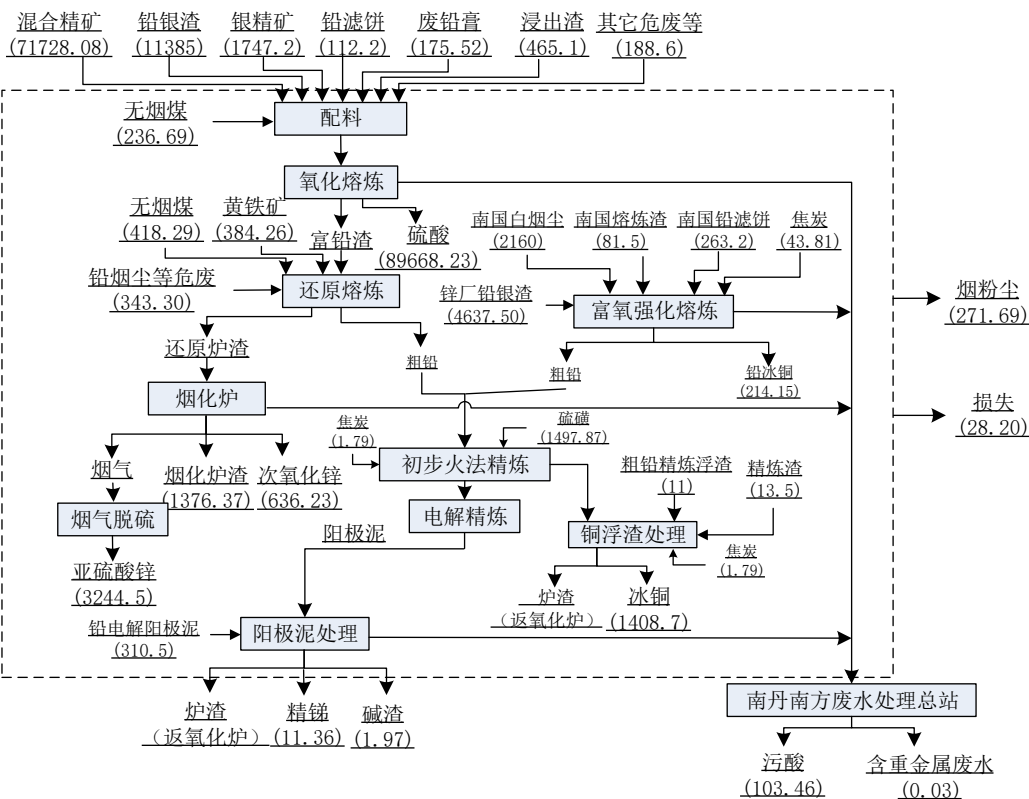 混合精矿
(71728.08)
铅银渣
(11385)
银精矿
(1747.2)
铅滤饼
(112.2)
废铅膏
(175.52)
浸出渣
(465.1)
其它危废等
(188.6)
无烟煤
(236.69)
配料
氧化熔炼
无烟煤
(418.29)
黄铁矿
(384.26)
富铅渣
硫酸
(89668.23)
南国白烟尘
(2160)
南国熔炼渣
(81.5)
南国铅滤饼
(263.2)
焦炭
(43.81)
铅烟尘等危废
(343.30)
还原熔炼
锌厂铅银渣
(4637.50)
富氧强化熔炼
烟粉尘
(271.69)
还原炉渣
粗铅
粗铅
铅冰铜
(214.15)
烟化炉
损失
(28.20)
焦炭
(1.79)
硫磺
(1497.87)
烟气
烟化炉渣
(1376.37)
次氧化锌
(636.23)
初步火法精炼
粗铅精炼浮渣
(11)
精炼渣
(13.5)
烟气脱硫
电解精炼
铜浮渣处理
阳极泥
焦炭
(1.79)
亚硫酸锌
(3244.5)
炉渣
（返氧化炉）
冰铜
(1408.7)
铅电解阳极泥
(310.5)
阳极泥处理
炉渣
（返氧化炉）
精锑
(11.36)
碱渣
(1.97)
南丹南方废水处理总站
污酸
(103.46)
含重金属废水
(0.03)